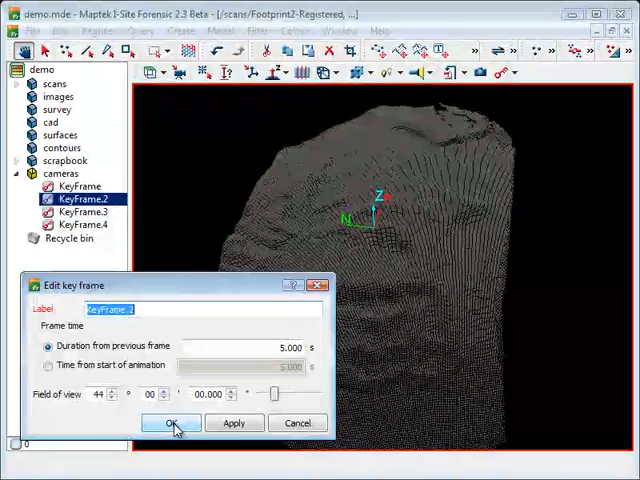 demo.mde - Maptek I-Site Forensic 2.3 Beta - [/scans/Footprint2-Registered, ...]
File Edit Register Create Query Model Filter Colour Window Help
demo
scans
images
survey
cad
surfaces
contours
scrapbook
cameras
KeyFrame
KeyFrame.2
KeyFrame.3
KeyFrame.4
Recycle bin
Z
N
Edit key frame
Label KeyFrame.2
Frame time
Duration from previous frame 5.000 s
Time from start of animation 5.000 s
Field of view 44 ° 00 ' 00.000 "
OK Apply Cancel
0